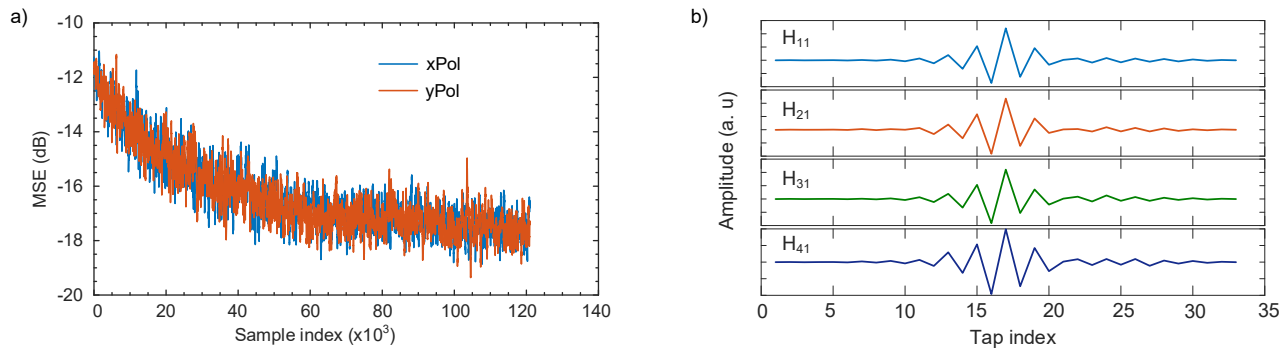 a)
-10
-12
-14
-16
-18
-20
MSE (dB)
xPol
yPol
0 20 40 60 80 100 120 140
Sample index (x10³)
b)
Amplitude (a. u)
H₁₁
H₂₁
H₃₁
H₄₁
0 5 10 15 20 25 30 35
Tap index